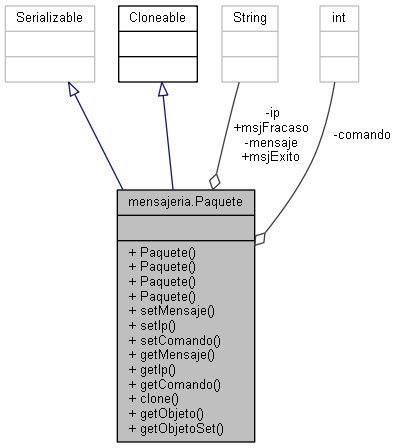 Serializable
Cloneable
String
int
-ip
+msjFracaso
-mensaje
+msjExito
-comando
mensajeria.Paquete
+ Paquete()
+ Paquete()
+ Paquete()
+ Paquete()
+ setMensaje()
+ setIp()
+ setComando()
+ getMensaje()
+ getIp()
+ getComando()
+ clone()
+ getObjeto()
+ getObjetoSet()